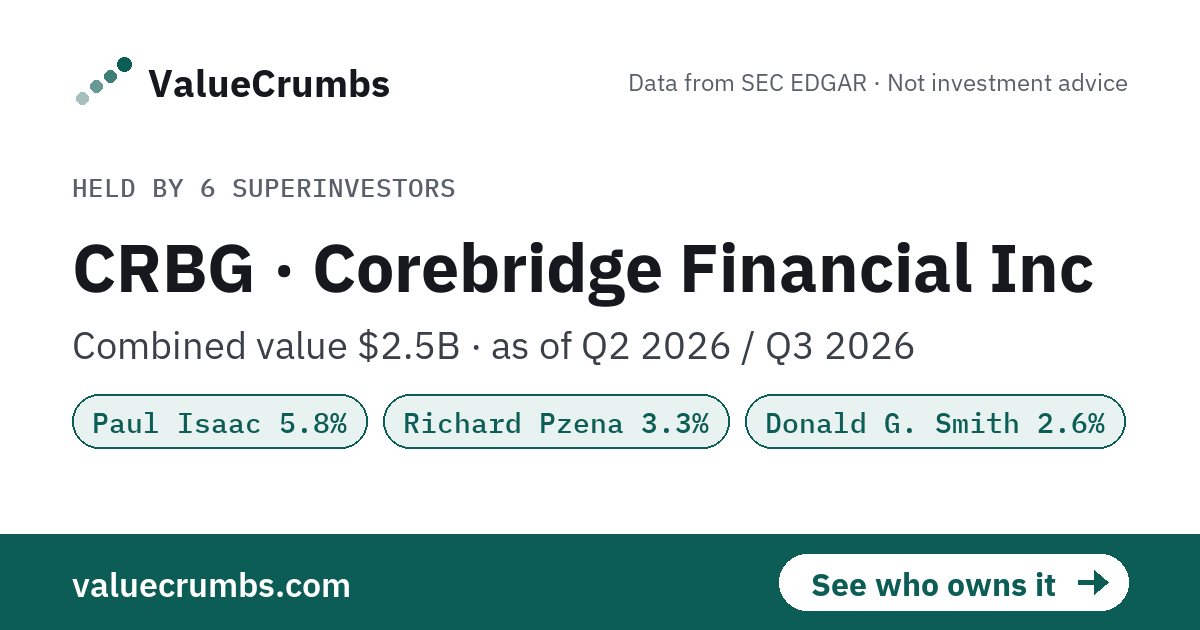 ValueCrumbs
Data from SEC EDGAR · Not investment advice
HELD BY 6 SUPERINVESTORS
CRBG · Corebridge Financial Inc
Combined value $2.5B · as of Q2 2026 / Q3 2026
Paul Isaac 5.8%
Richard Pzena 3.3%
Donald G. Smith 2.6%
valuecrumbs.com
See who owns it →